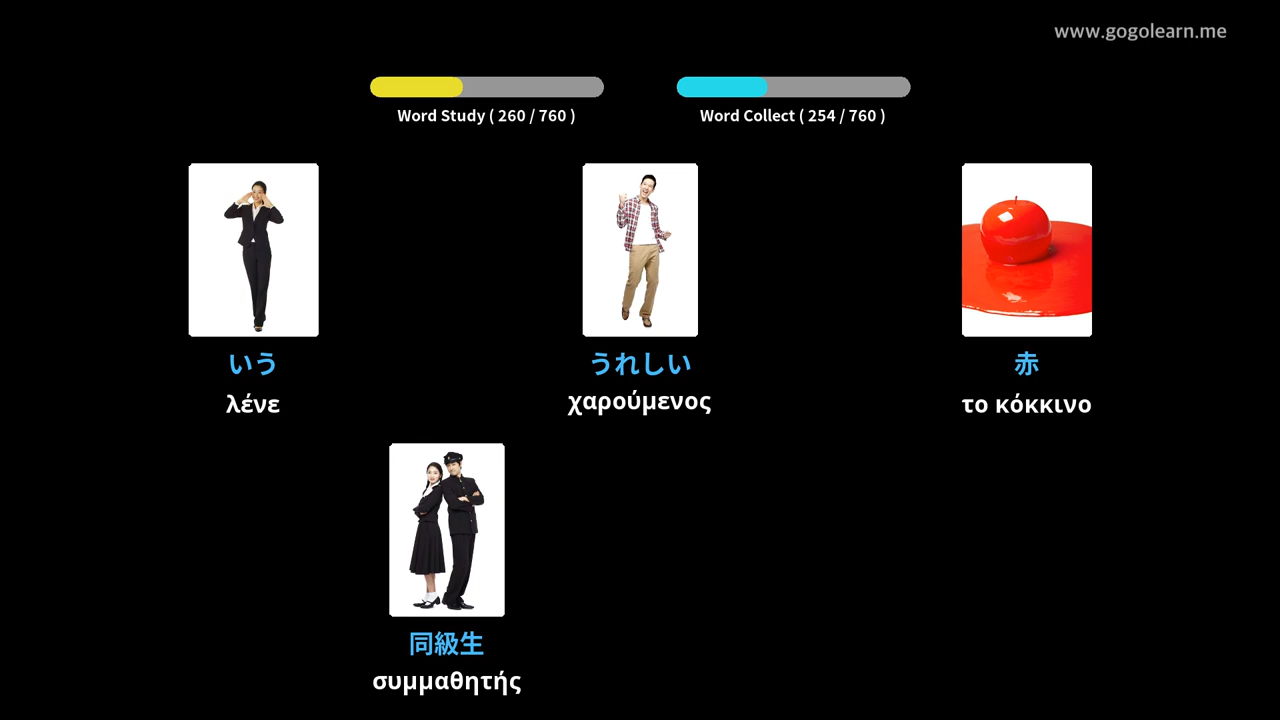 www.gogolearn.me
Word Study ( 260 / 760 )
Word Collect ( 254 / 760 )
いう
λένε
うれしい
χαρούμενος
赤
το κόκκινο
同級生
συμμαθητής